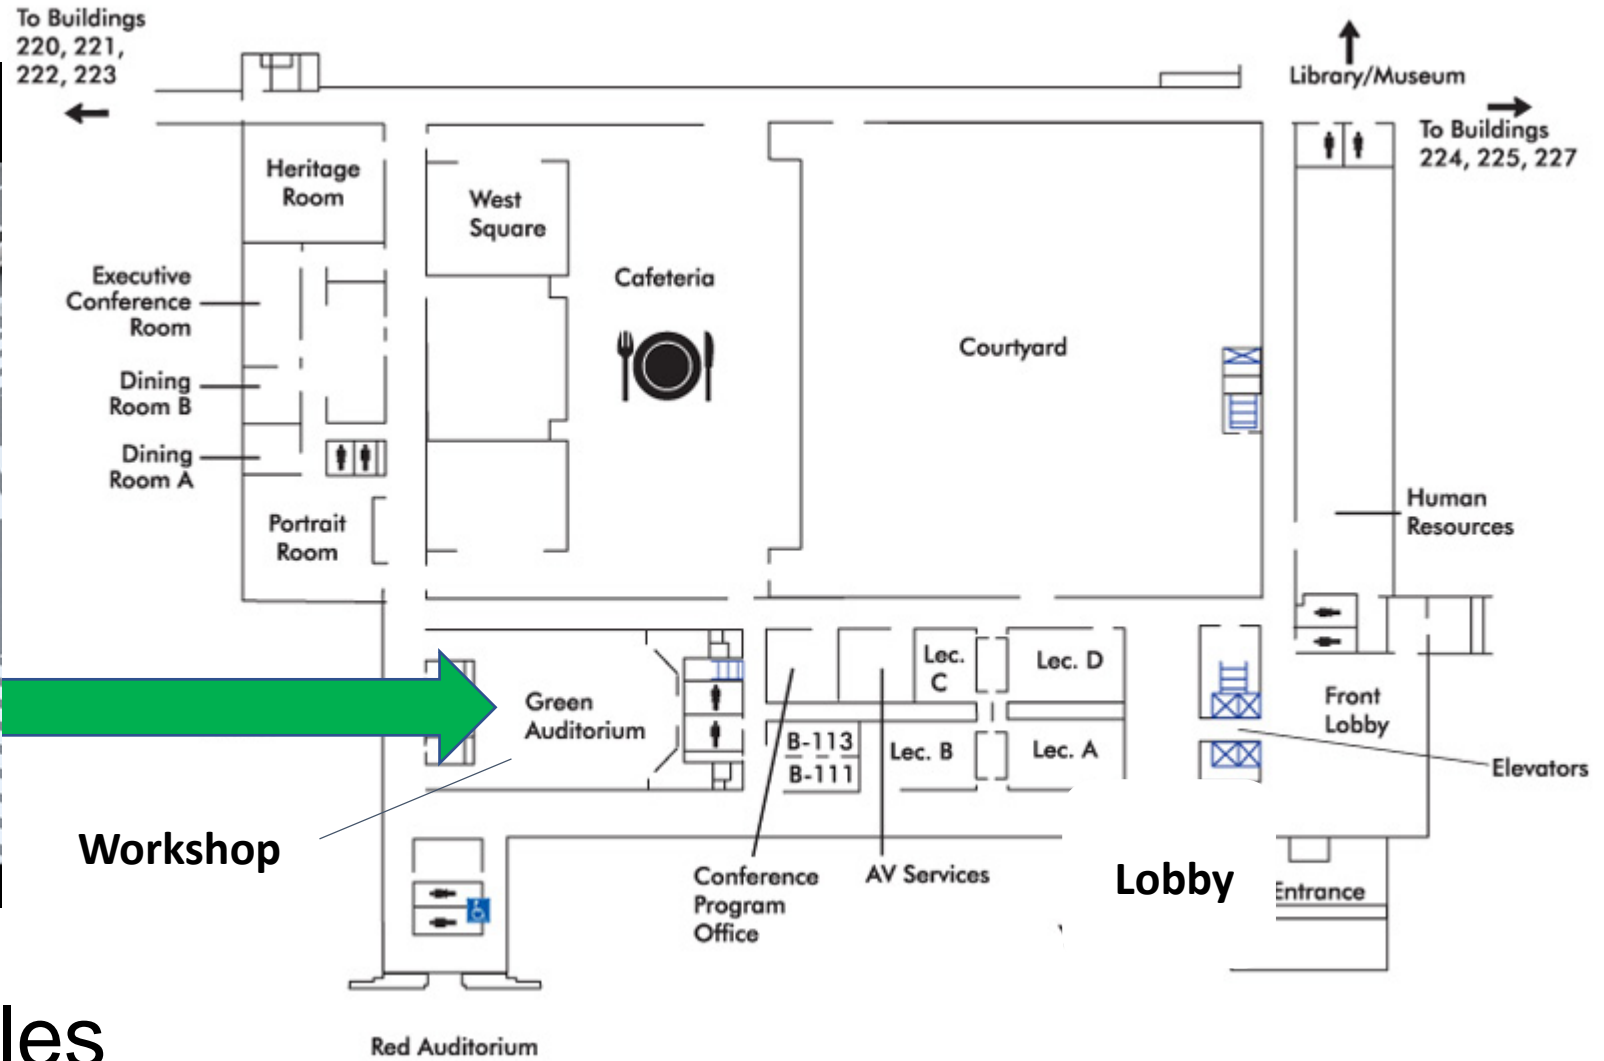 To Buildings
220, 221,
222, 223
Library/Museum
To Buildings
224, 225, 227
Heritage
Room
West
Square
Executive
Conference
Room
Cafeteria
Courtyard
Dining
Room B
Dining
Room A
Portrait
Room
Human
Resources
Green
Auditorium
Lec.
C
Lec. D
B-113
B-111
Lec. B
Lec. A
Front
Lobby
Elevators
Workshop
Conference
Program
Office
AV Services
Lobby
Entrance
Red Auditorium
les